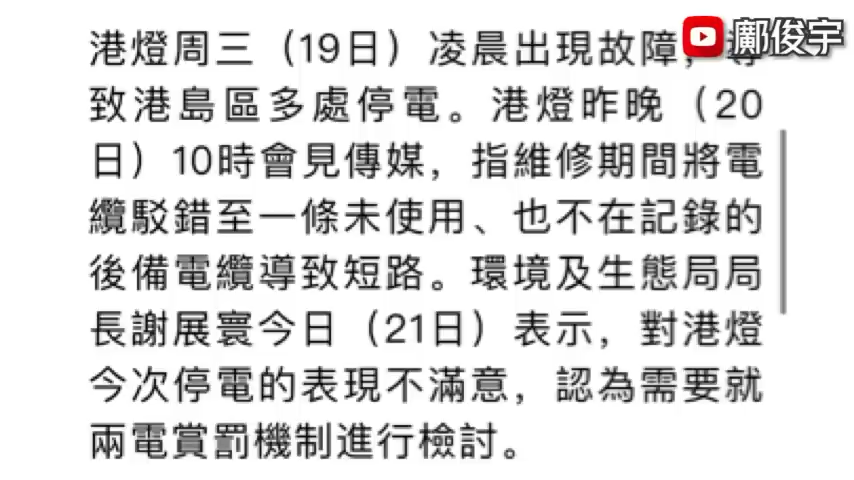 鄺俊宇
港燈周三（19日）凌晨出現故障，導
致港島區多處停電。港燈昨晚（20
日）10時會見傳媒，指維修期間將電
纜駁錯至一條未使用、也不在記錄的
後備電纜導致短路。環境及生態局局
長謝展寰今日（21日）表示，對港燈
今次停電的表現不滿意，認為需要就
兩電賞罰機制進行檢討。